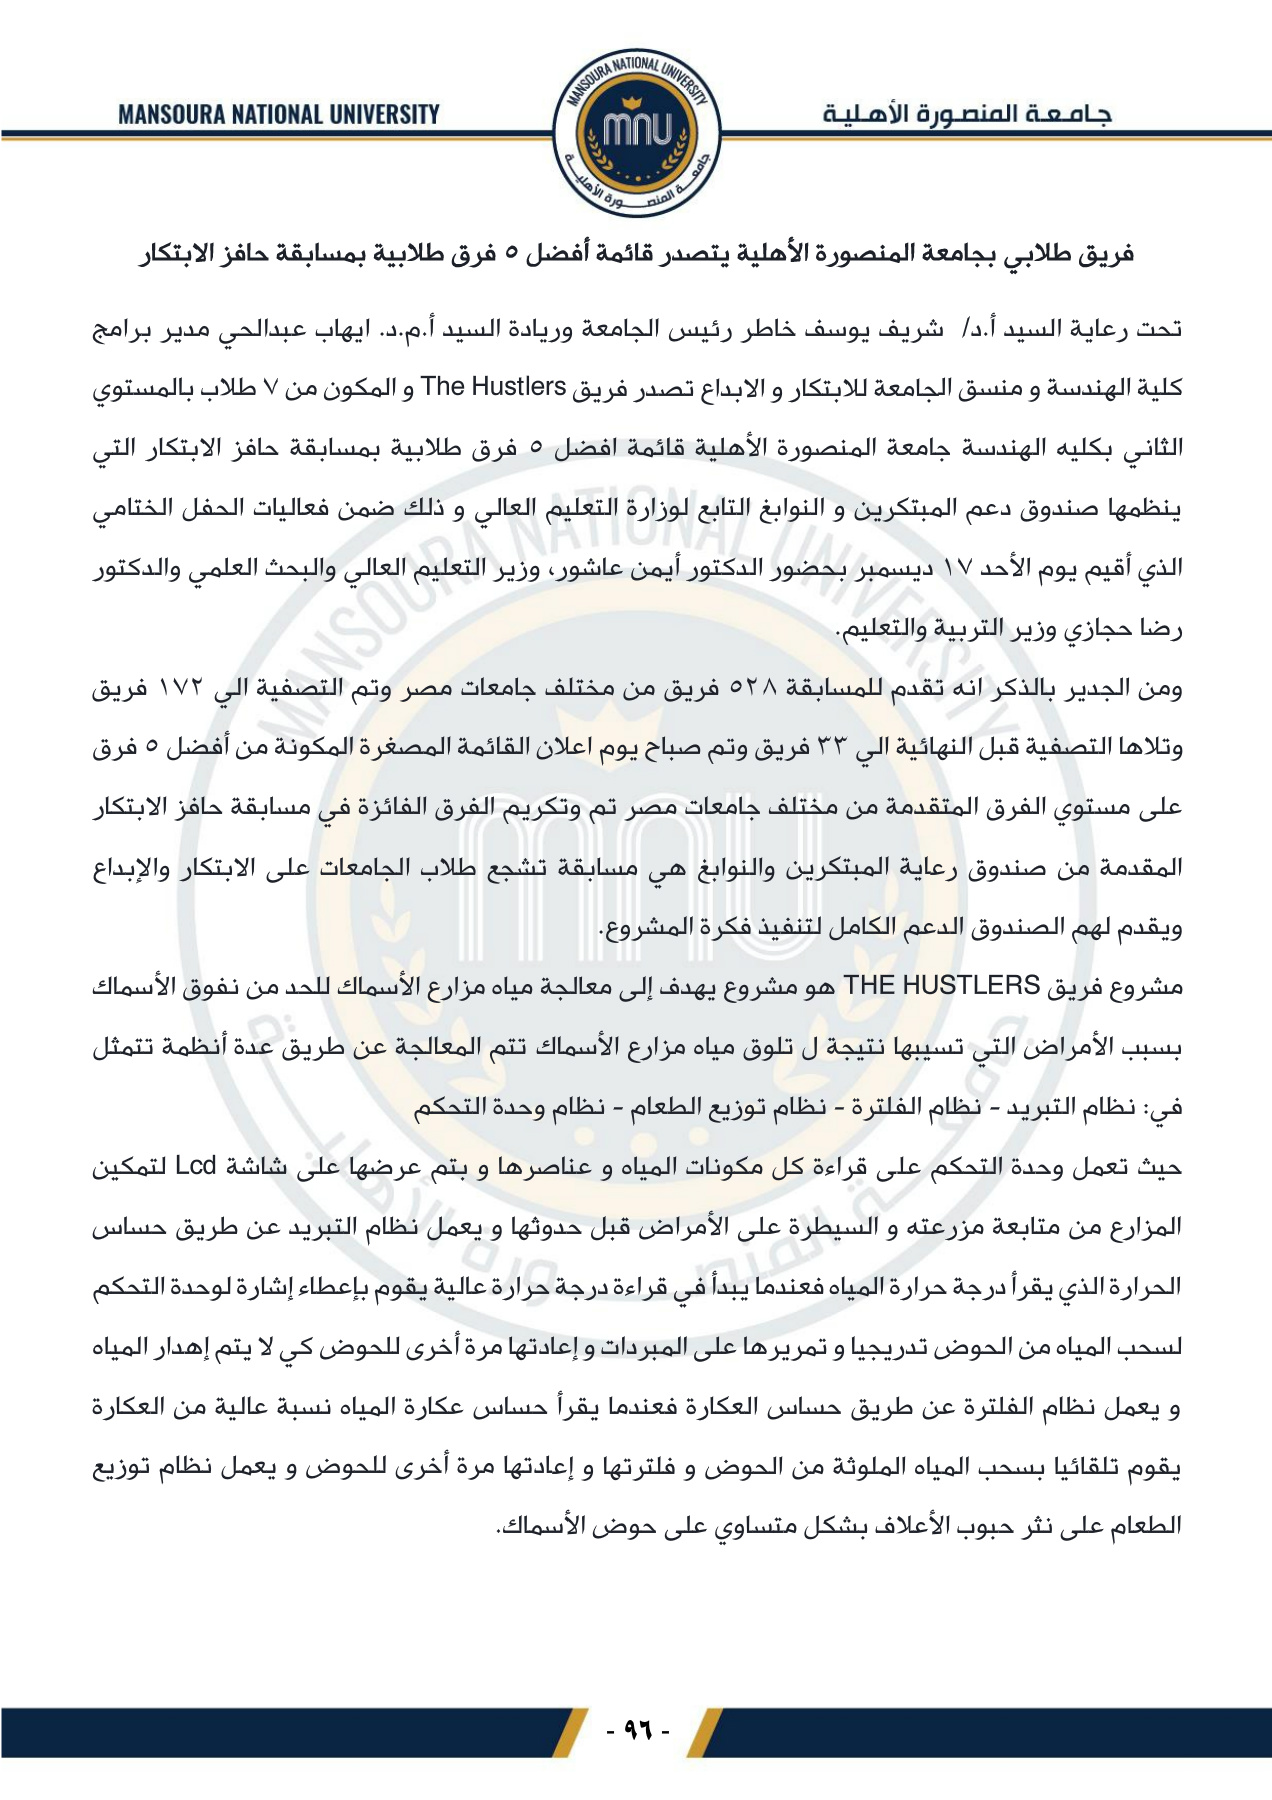 MANSOURA NATIONAL UNIVERSITY
جامعة المنصورة الأهلية
MANSOURA NATIONAL UNIVERSITY
mnu
جامعة المنصورة الأهلية
فريق طلابي بجامعة المنصورة الأهلية يتصدر قائمة أفضل ٥ فرق طلابية بمسابقة حافز الابتكار
تحت رعاية السيد أ.د/ شريف يوسف خاطر رئيس الجامعة وريادة السيد أ.م.د. ايهاب عبدالحي مدير برامج
كلية الهندسة و منسق الجامعة للابتكار و الابداع تصدر فريق The Hustlers و المكون من ٧ طلاب بالمستوي
الثاني بكليه الهندسة جامعة المنصورة الأهلية قائمة افضل ٥ فرق طلابية بمسابقة حافز الابتكار التي
ينظمها صندوق دعم المبتكرين و النوابغ التابع لوزارة التعليم العالي و ذلك ضمن فعاليات الحفل الختامي
الذي أقيم يوم الأحد ١٧ ديسمبر بحضور الدكتور أيمن عاشور، وزير التعليم العالي والبحث العلمي والدكتور
رضا حجازي وزير التربية والتعليم.
ومن الجدير بالذكر انه تقدم للمسابقة ٥٢٨ فريق من مختلف جامعات مصر وتم التصفية الي ١٧٢ فريق
وتلاها التصفية قبل النهائية الي ٣٣ فريق وتم صباح يوم اعلان القائمة المصغرة المكونة من أفضل ٥ فرق
على مستوي الفرق المتقدمة من مختلف جامعات مصر تم وتكريم الفرق الفائزة في مسابقة حافز الابتكار
المقدمة من صندوق رعاية المبتكرين والنوابغ هي مسابقة تشجع طلاب الجامعات على الابتكار والإبداع
ويقدم لهم الصندوق الدعم الكامل لتنفيذ فكرة المشروع.
مشروع فريق THE HUSTLERS هو مشروع يهدف إلى معالجة مياه مزارع الأسماك للحد من نفوق الأسماك
بسبب الأمراض التي تسيبها نتيجة ل تلوق مياه مزارع الأسماك تتم المعالجة عن طريق عدة أنظمة تتمثل
في: نظام التبريد - نظام الفلترة - نظام توزيع الطعام - نظام وحدة التحكم
حيث تعمل وحدة التحكم على قراءة كل مكونات المياه و عناصرها و بتم عرضها على شاشة Lcd لتمكين
المزارع من متابعة مزرعته و السيطرة على الأمراض قبل حدوثها و يعمل نظام التبريد عن طريق حساس
الحرارة الذي يقرأ درجة حرارة المياه فعندما يبدأ في قراءة درجة حرارة عالية يقوم بإعطاء إشارة لوحدة التحكم
لسحب المياه من الحوض تدريجيا و تمريرها على المبردات و إعادتها مرة أخرى للحوض كي لا يتم إهدار المياه
و يعمل نظام الفلترة عن طريق حساس العكارة فعندما يقرأ حساس عكارة المياه نسبة عالية من العكارة
يقوم تلقائيا بسحب المياه الملوثة من الحوض و فلترتها و إعادتها مرة أخرى للحوض و يعمل نظام توزيع
الطعام على نثر حبوب الأعلاف بشكل متساوي على حوض الأسماك.
- ٩٦ -